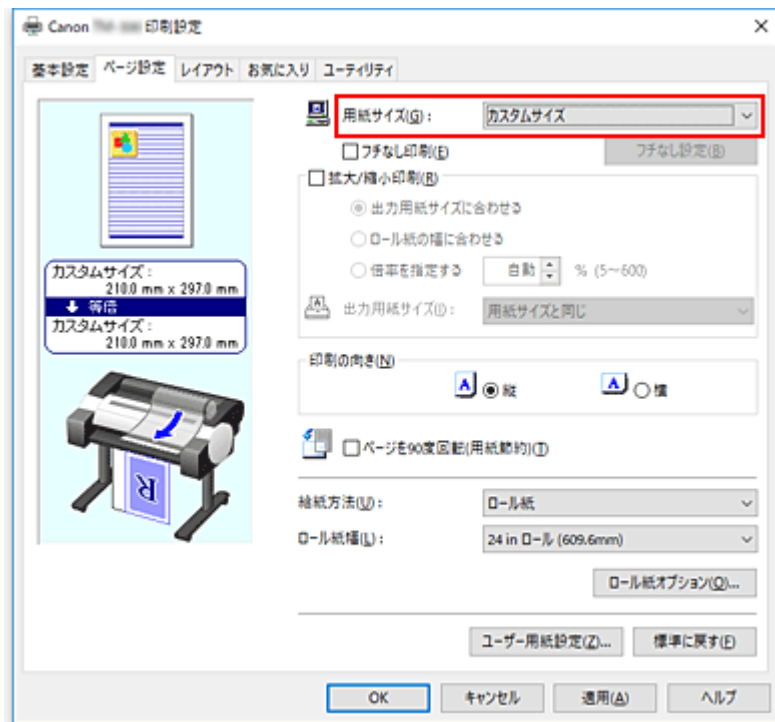 Canon 印刷設定
基本設定 ページ設定 レイアウト お気に入り ユーティリティ
用紙サイズ(G): カスタムサイズ
フチなし印刷(E) フチなし設定(B)
拡大/縮小印刷(R)
出力用紙サイズに合わせる
ロール紙の幅に合わせる
倍率を指定する 自動 % (5～600)
出力用紙サイズ(I): 用紙サイズと同じ
カスタムサイズ:
210.0 mm x 297.0 mm
等倍
カスタムサイズ:
210.0 mm x 297.0 mm
印刷の向き(N)
A 縦 A 横
ページを90度回転(用紙節約)(T)
R
給紙方法(U): ロール紙
ロール紙幅(L): 24 in ロール (609.6mm)
ロール紙オプション(O)...
ユーザー用紙設定(Z)... 標準に戻す(F)
OK キャンセル 適用(A) ヘルプ